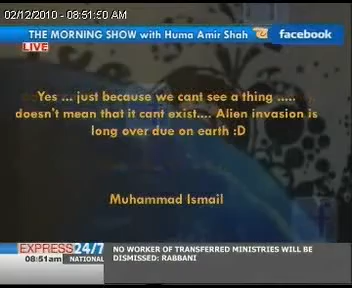 02/12/2010 - 08:51:50 AM
THE MORNING SHOW with Huma Amir Shah facebook
LIVE
Yes ... just because we cant see a thing .....
doesn't mean that it cant exist.... Alien invasion is
long over due on earth :D
Muhammad Ismail
EXPRESS 24/7
NO WORKER OF TRANSFERRED MINISTRIES WILL BE
08:51am NATIONAL
DISMISSED: RABBANI